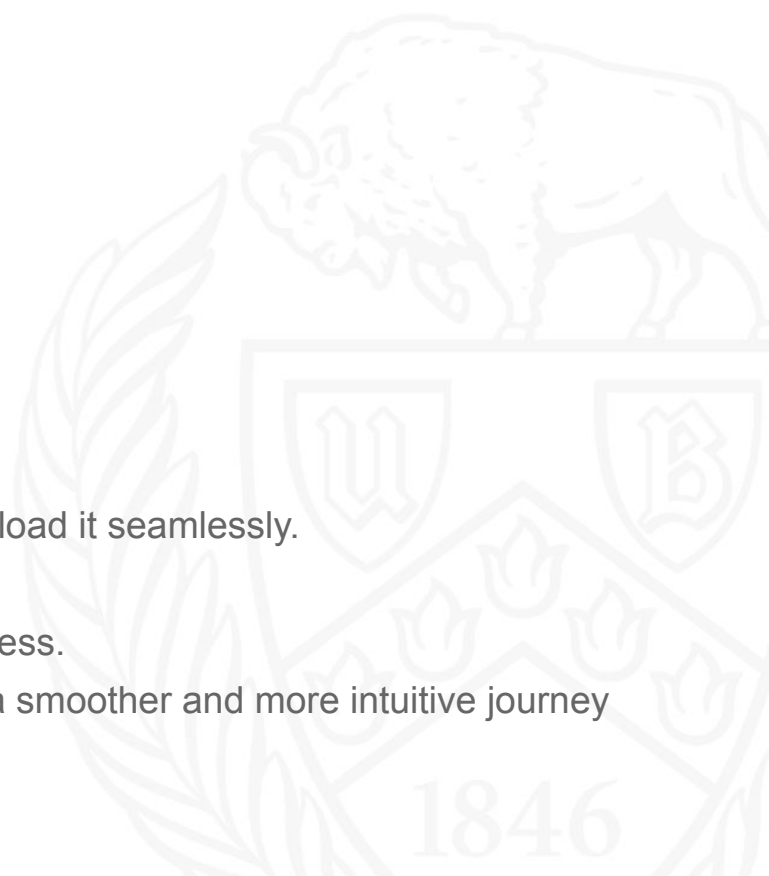 U B
load it seamlessly.
ess.
a smoother and more intuitive journey
1846